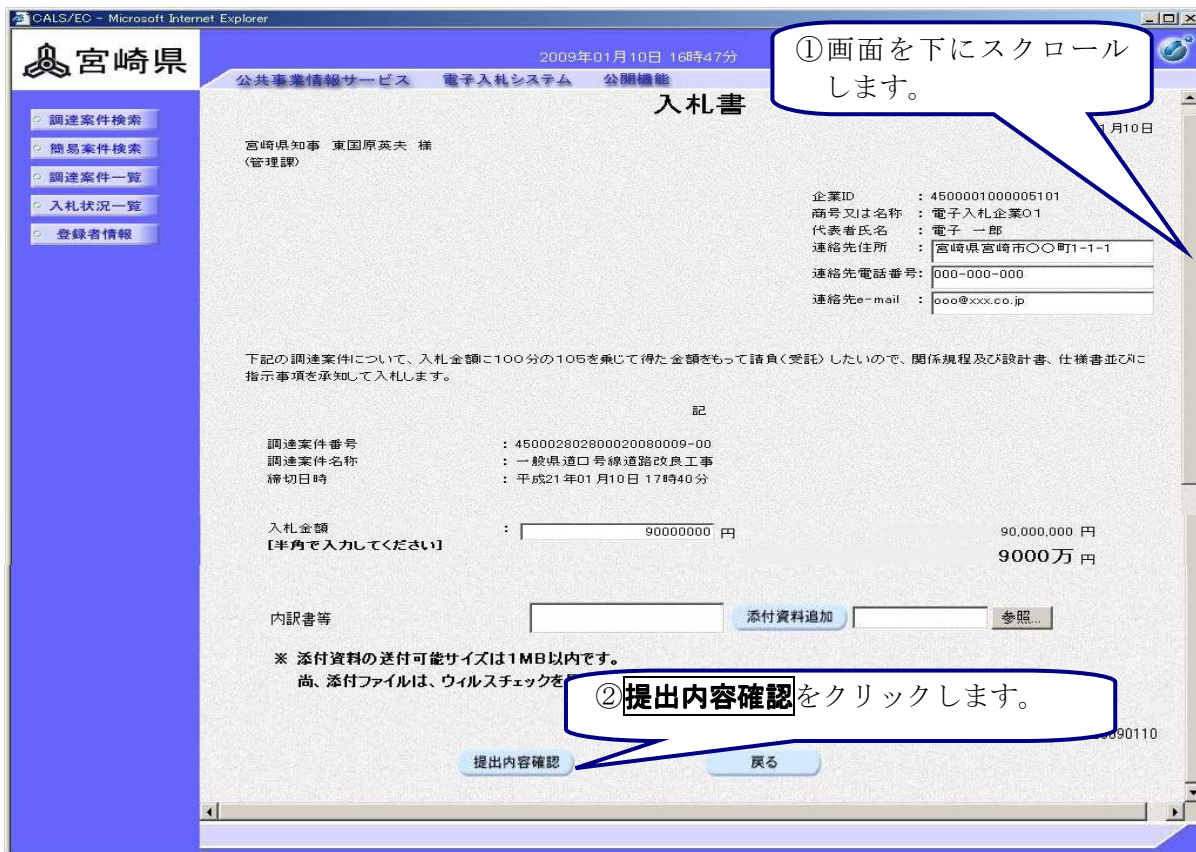 CALS/EC - Microsoft Internet Explorer
宮崎県
2009年01月10日 16時47分
公共事業情報サービス 電子入札システム 公開機能
①画面を下にスクロール
します。
調達案件検索
簡易案件検索
調達案件一覧
入札状況一覧
登録者情報
入札書
月10日
宮崎県知事 東国原英夫 様
(管理課)
企業ID : 4500001000005101
商号又は名称 : 電子入札企業01
代表者氏名 : 電子 一郎
連絡先住所 : 宮崎県宮崎市〇〇町1-1-1
連絡先電話番号: 000-000-000
連絡先e-mail : ooo@xxx.co.jp
下記の調達案件について、入札金額に100分の105を乗じて得た金額をもって請負(受託)したいので、関係規程及び設計書、仕様書並びに
指示事項を承知して入札します。
記
調達案件番号 : 450002802800020080009-00
調達案件名称 : 一般県道口号線道路改良工事
締切日時 : 平成21年01月10日 17時40分
入札金額 : 90000000 円 90,000,000 円
[半角で入力してください] 9000万 円
内訳書等 添付資料追加 参照...
※ 添付資料の送付可能サイズは1MB以内です。
尚、添付ファイルは、ウィルスチェックを
②提出内容確認をクリックします。
90110
提出内容確認 戻る